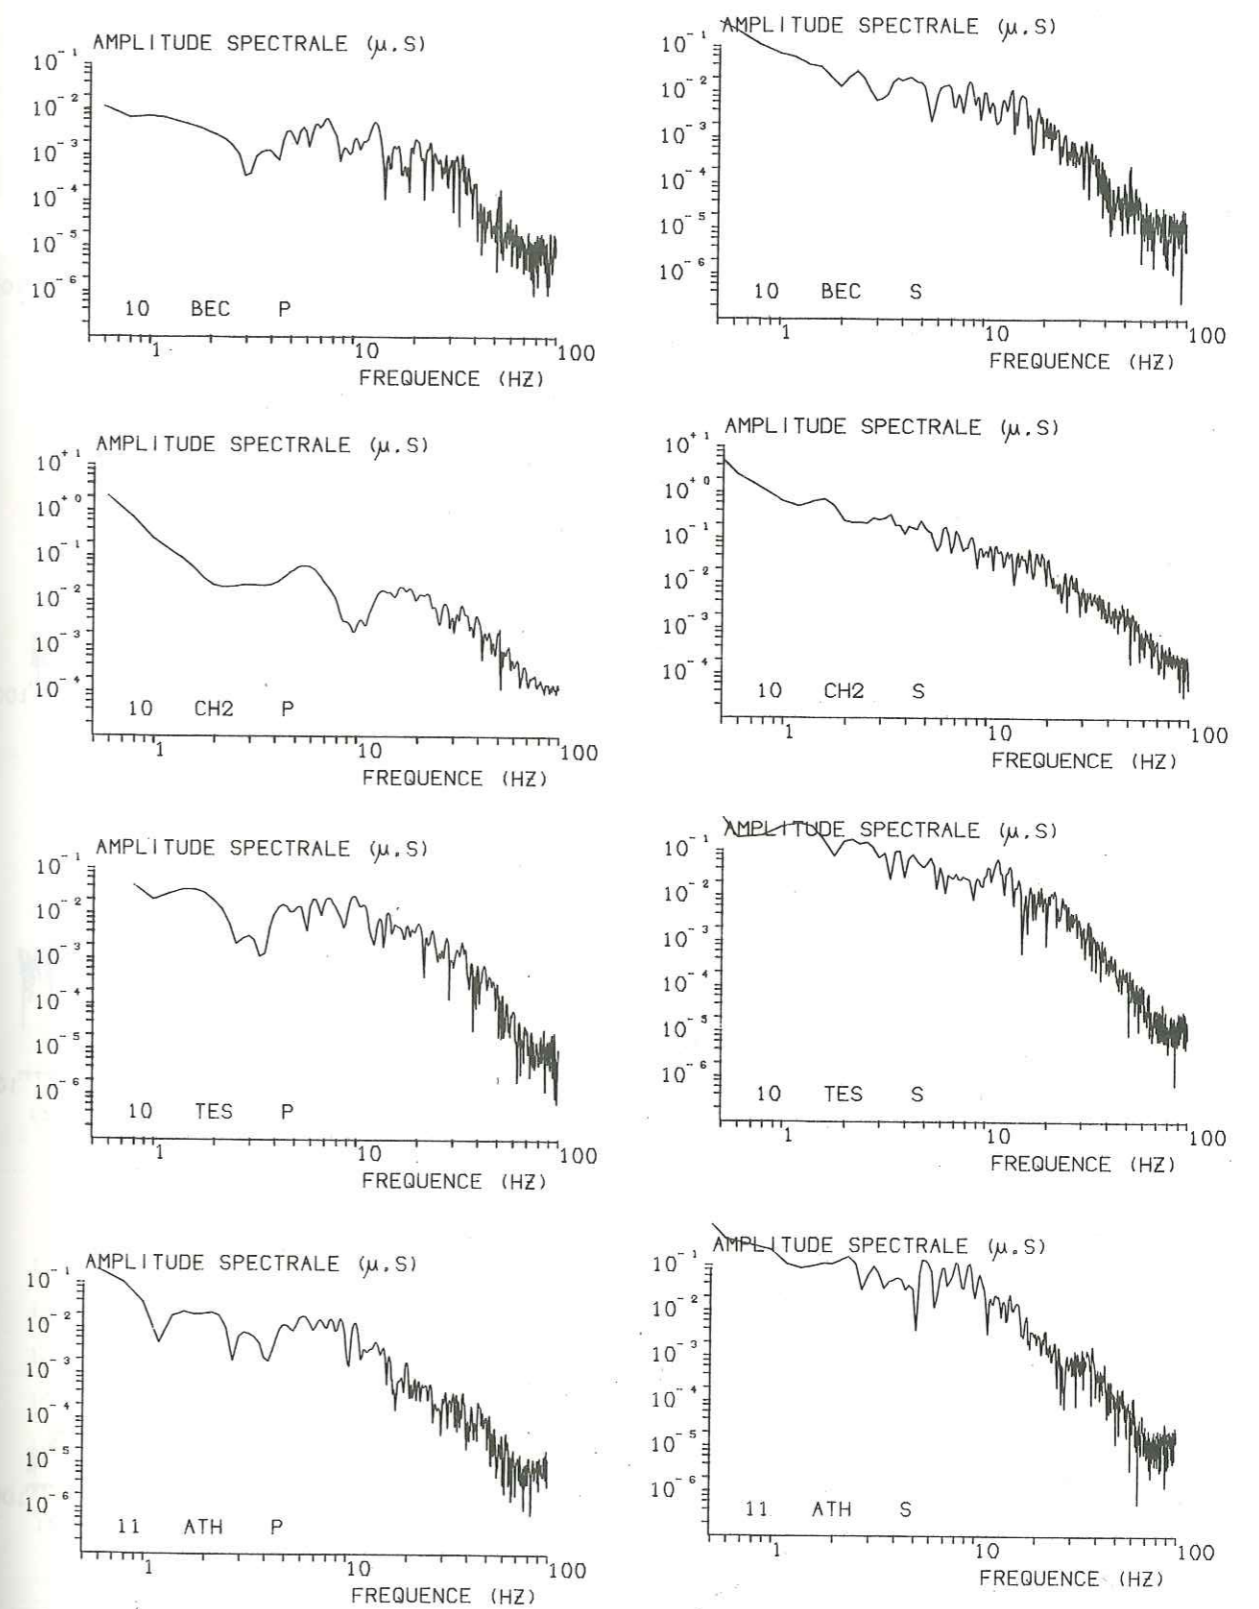 AMPLITUDE SPECTRALE (μ.S)
10⁻¹
10⁻²
10⁻³
10⁻⁴
10⁻⁵
10⁻⁶
10 BEC P
1 10 100
FREQUENCE (HZ)
AMPLITUDE SPECTRALE (μ.S)
10⁻¹
10⁻²
10⁻³
10⁻⁴
10⁻⁵
10⁻⁶
10 BEC S
1 10 100
FREQUENCE (HZ)
AMPLITUDE SPECTRALE (μ.S)
10⁺¹
10⁺⁰
10⁻¹
10⁻²
10⁻³
10⁻⁴
10 CH2 P
1 10 100
FREQUENCE (HZ)
AMPLITUDE SPECTRALE (μ.S)
10⁺¹
10⁺⁰
10⁻¹
10⁻²
10⁻³
10⁻⁴
10 CH2 S
1 10 100
FREQUENCE (HZ)
AMPLITUDE SPECTRALE (μ.S)
10⁻¹
10⁻²
10⁻³
10⁻⁴
10⁻⁵
10⁻⁶
10 TES P
1 10 100
FREQUENCE (HZ)
AMPLITUDE SPECTRALE (μ.S)
10⁻¹
10⁻²
10⁻³
10⁻⁴
10⁻⁵
10⁻⁶
10 TES S
1 10 100
FREQUENCE (HZ)
AMPLITUDE SPECTRALE (μ.S)
10⁻¹
10⁻²
10⁻³
10⁻⁴
10⁻⁵
10⁻⁶
11 ATH P
1 10 100
FREQUENCE (HZ)
AMPLITUDE SPECTRALE (μ.S)
10⁻¹
10⁻²
10⁻³
10⁻⁴
10⁻⁵
10⁻⁶
11 ATH S
1 10 100
FREQUENCE (HZ)